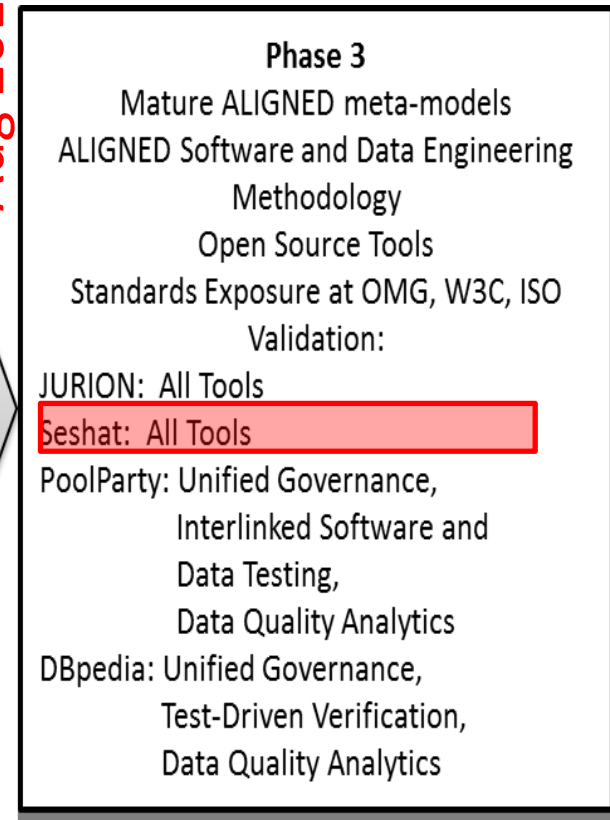 Phase 3
Mature ALIGNED meta-models
ALIGNED Software and Data Engineering
Methodology
Open Source Tools
Standards Exposure at OMG, W3C, ISO
Validation:
JURION: All Tools
Seshat: All Tools
PoolParty: Unified Governance,
Interlinked Software and
Data Testing,
Data Quality Analytics
DBpedia: Unified Governance,
Test-Driven Verification,
Data Quality Analytics